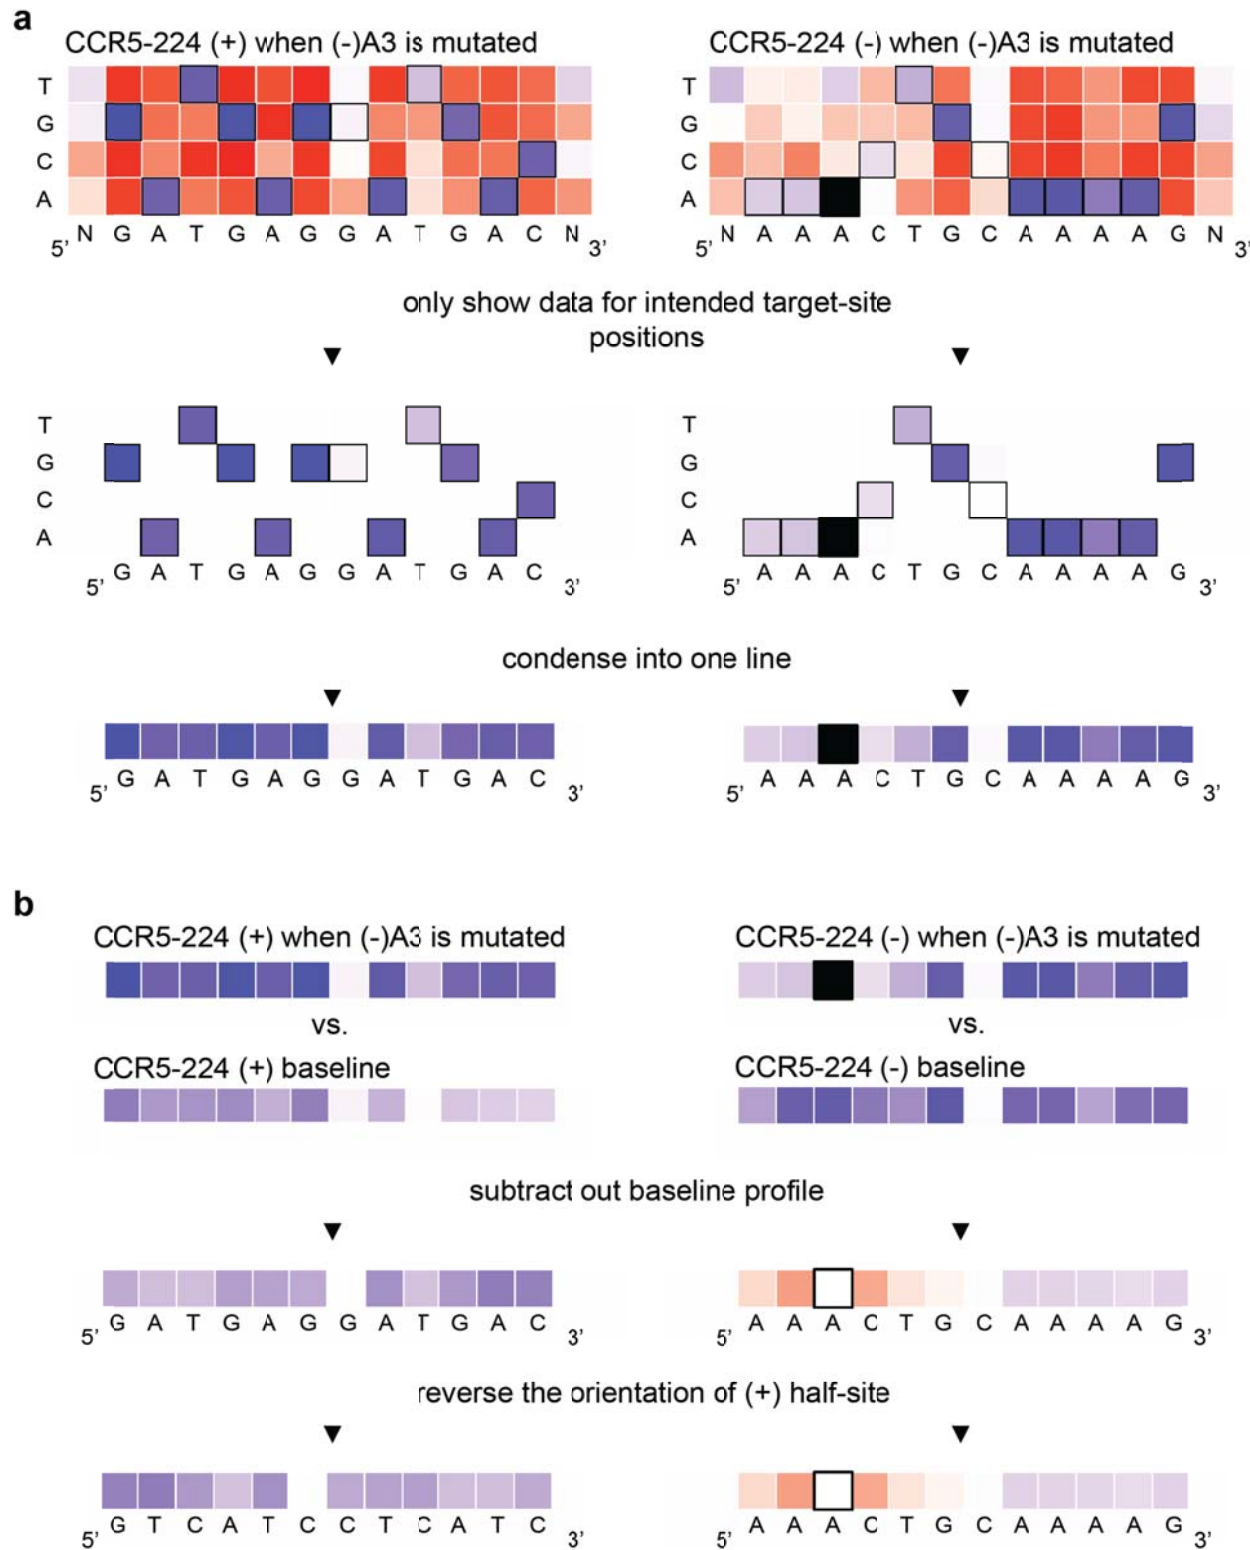 a
CCR5-224 (+) when (-)A3 is mutated
CCR5-224 (-) when (-)A3 is mutated
T
G
C
A
5' N G A T G A G G A T G A C N 3'
5' N A A A C T G C A A A A G N 3'
only show data for intended target-site
positions
T
G
C
A
5' G A T G A G G A T G A C 3'
T
G
C
A
5' A A A C T G C A A A A G 3'
condense into one line
5' G A T G A G G A T G A C 3'
5' A A A C T G C A A A A G 3'
b
CCR5-224 (+) when (-)A3 is mutated
CCR5-224 (-) when (-)A3 is mutated
vs.
vs.
CCR5-224 (+) baseline
CCR5-224 (-) baseline
subtract out baseline profile
5' G A T G A G G A T G A C 3'
5' A A A C T G C A A A A G 3'
reverse the orientation of (+) half-site
5' G T C A T C C T C A T C 3'
5' A A A C T G C A A A A G 3'